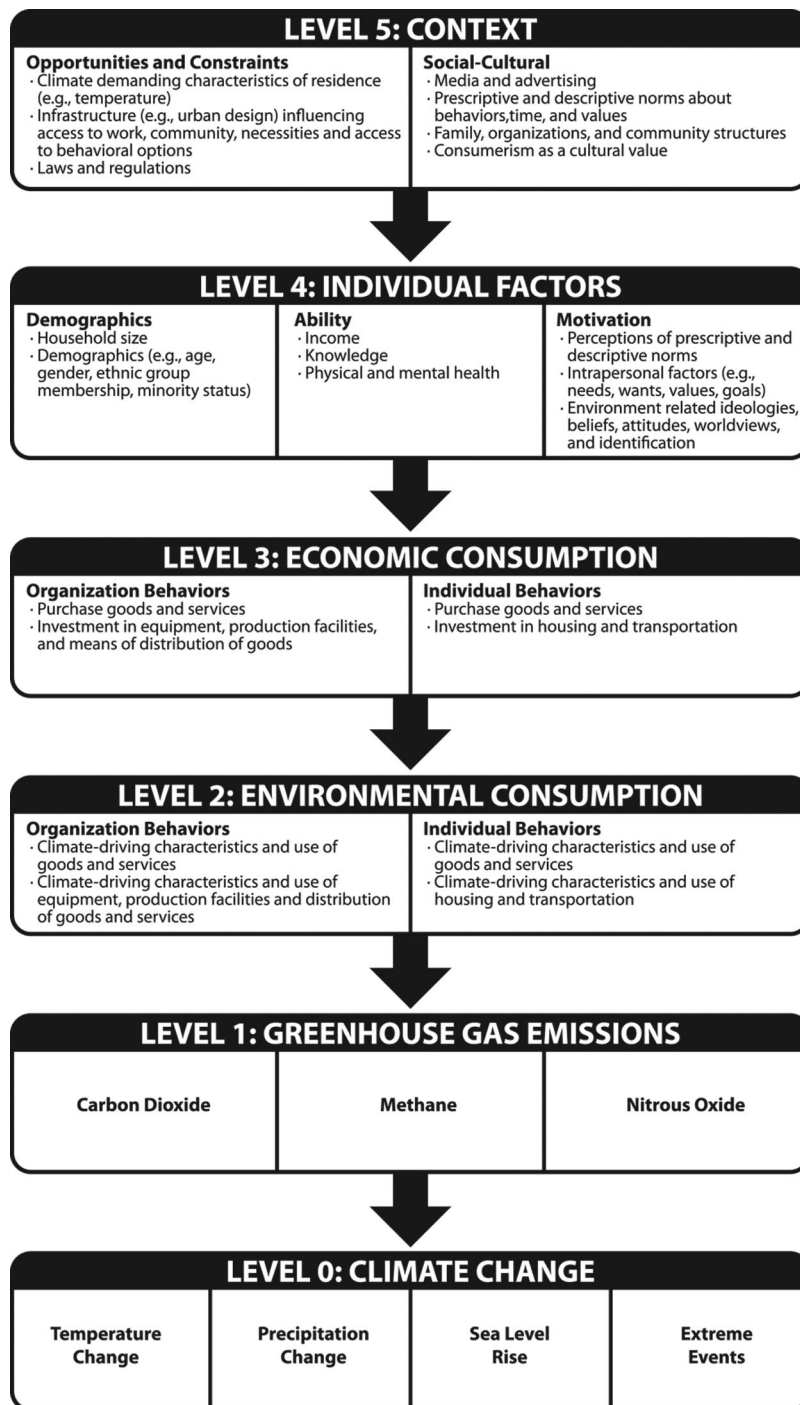 LEVEL 5: CONTEXT
Opportunities and Constraints
· Climate demanding characteristics of residence
(e.g., temperature)
· Infrastructure (e.g., urban design) influencing
access to work, community, necessities and access
to behavioral options
· Laws and regulations
Social-Cultural
· Media and advertising
· Prescriptive and descriptive norms about
behaviors,time, and values
· Family, organizations, and community structures
· Consumerism as a cultural value
LEVEL 4: INDIVIDUAL FACTORS
Demographics
· Household size
· Demographics (e.g., age,
gender, ethnic group
membership, minority status)
Ability
· Income
· Knowledge
· Physical and mental health
Motivation
· Perceptions of prescriptive and
descriptive norms
· Intrapersonal factors (e.g.,
needs, wants, values, goals)
· Environment related ideologies,
beliefs, attitudes, worldviews,
and identification
LEVEL 3: ECONOMIC CONSUMPTION
Organization Behaviors
· Purchase goods and services
· Investment in equipment, production facilities,
and means of distribution of goods
Individual Behaviors
· Purchase goods and services
· Investment in housing and transportation
LEVEL 2: ENVIRONMENTAL CONSUMPTION
Organization Behaviors
· Climate-driving characteristics and use of
goods and services
· Climate-driving characteristics and use of
equipment, production facilities and distribution
of goods and services
Individual Behaviors
· Climate-driving characteristics and use of
goods and services
· Climate-driving characteristics and use of
housing and transportation
LEVEL 1: GREENHOUSE GAS EMISSIONS
Carbon Dioxide
Methane
Nitrous Oxide
LEVEL 0: CLIMATE CHANGE
Temperature
Change
Precipitation
Change
Sea Level
Rise
Extreme
Events